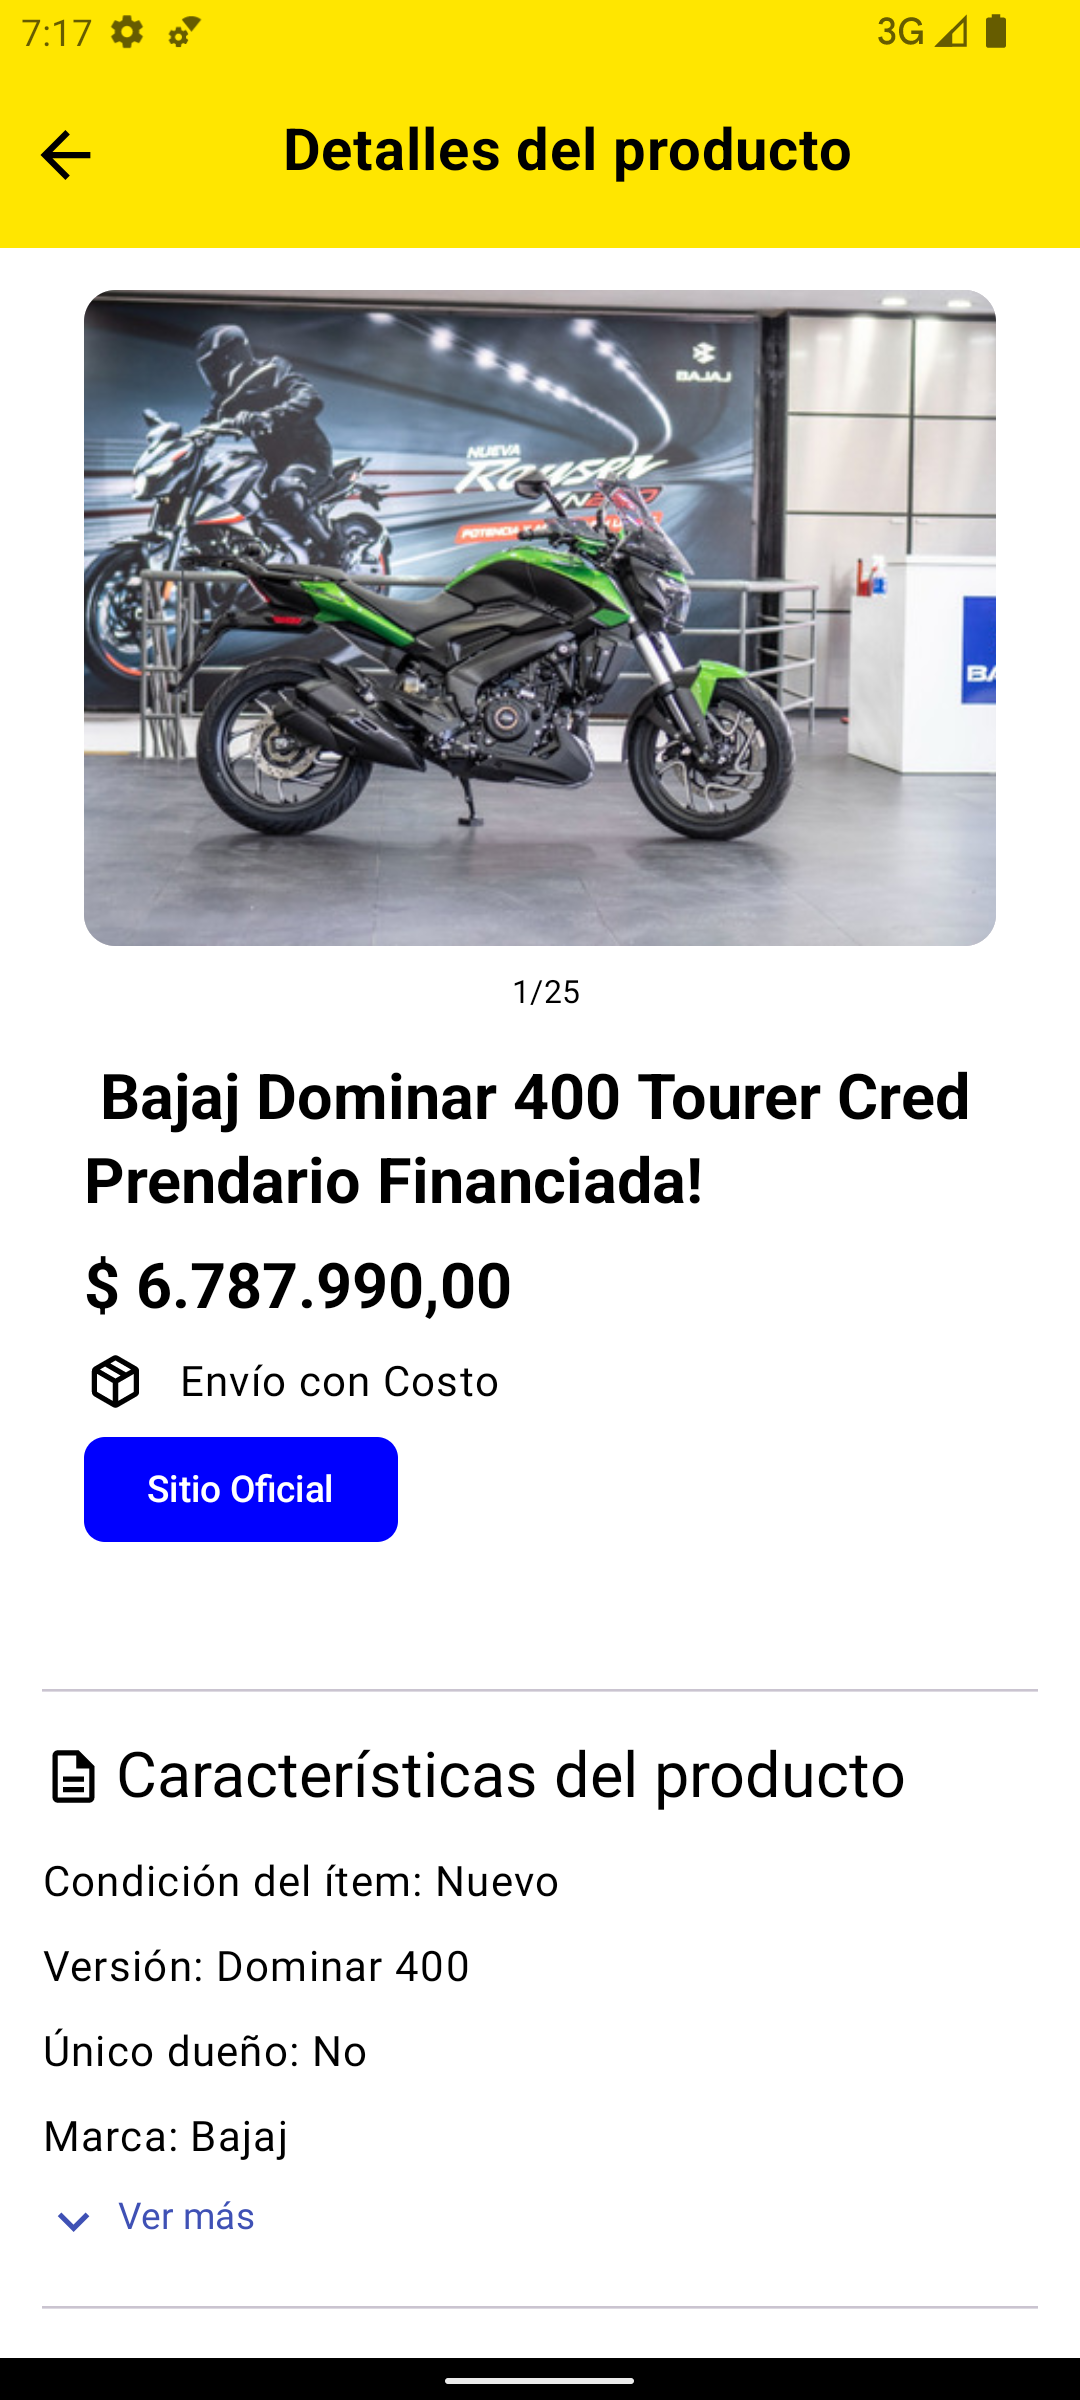 7:17
3G
Detalles del producto
BAJAJ
NUEVA
Rouser
BA
1/25
Bajaj Dominar 400 Tourer Cred
Prendario Financiada!
$ 6.787.990,00
Envío con Costo
Sitio Oficial
Características del producto
Condición del ítem: Nuevo
Versión: Dominar 400
Único dueño: No
Marca: Bajaj
Ver más